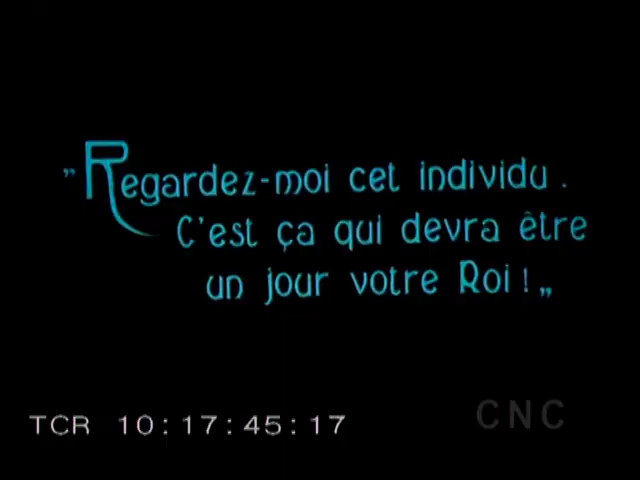 „Regardez-moi cet individu.
C'est ça qui devra être
un jour votre Roi!„
TCR 10:17:45:17
CNC